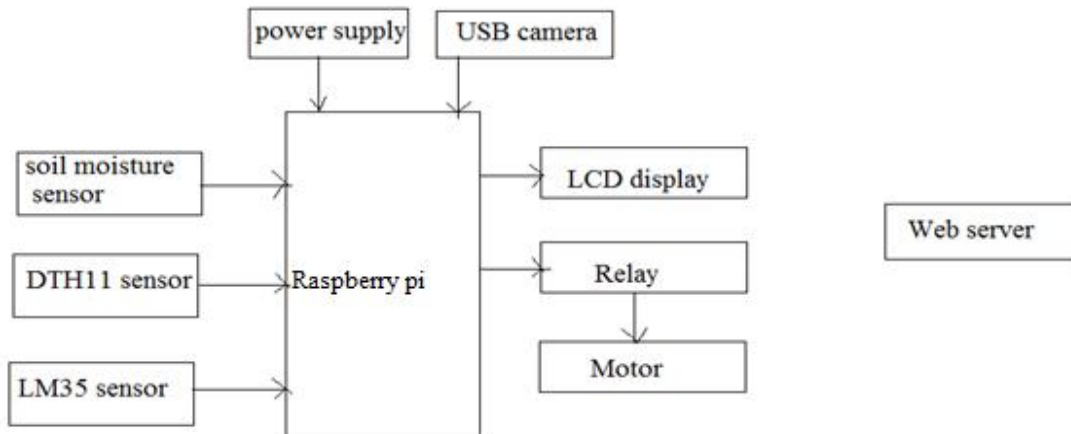 power supply
USB camera
soil moisture
sensor
LCD display
Web server
DTH11 sensor
Raspberry pi
Relay
LM35 sensor
Motor